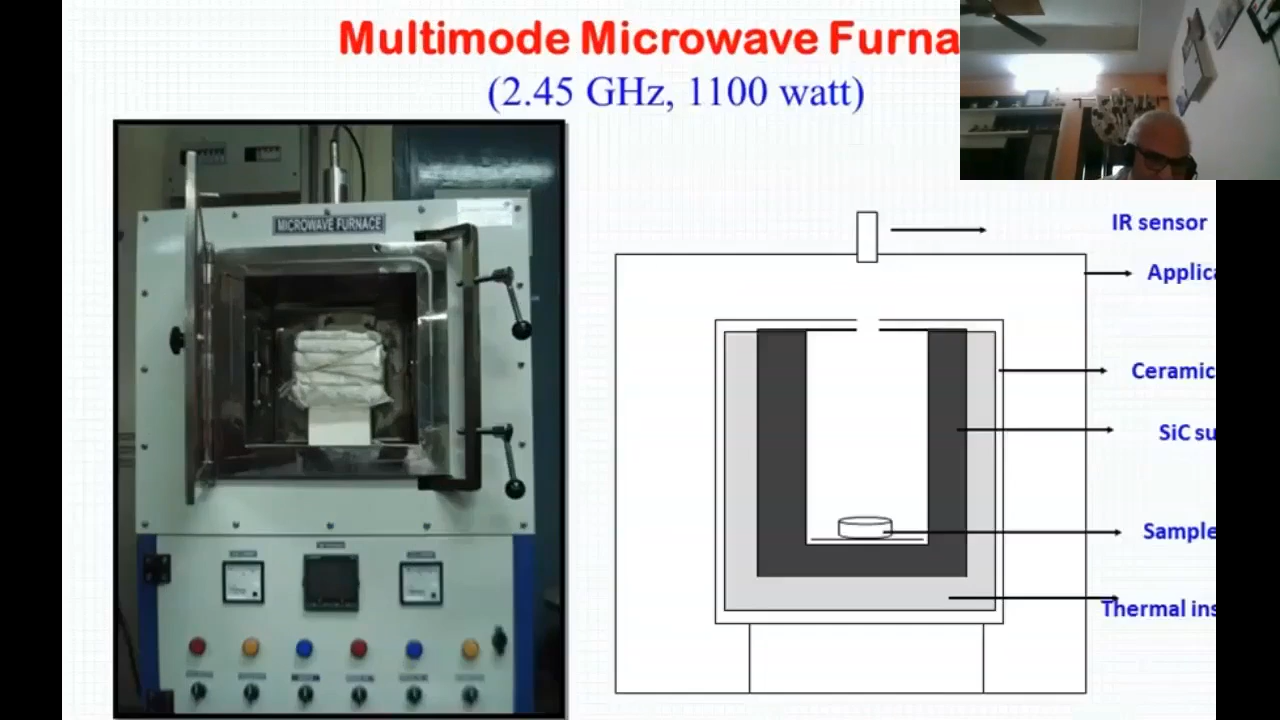 Multimode Microwave Furna
(2.45 GHz, 1100 watt)
MICROWAVE FURNACE
IR sensor
Applica
Ceramic
SiC su
Sample
Thermal ins